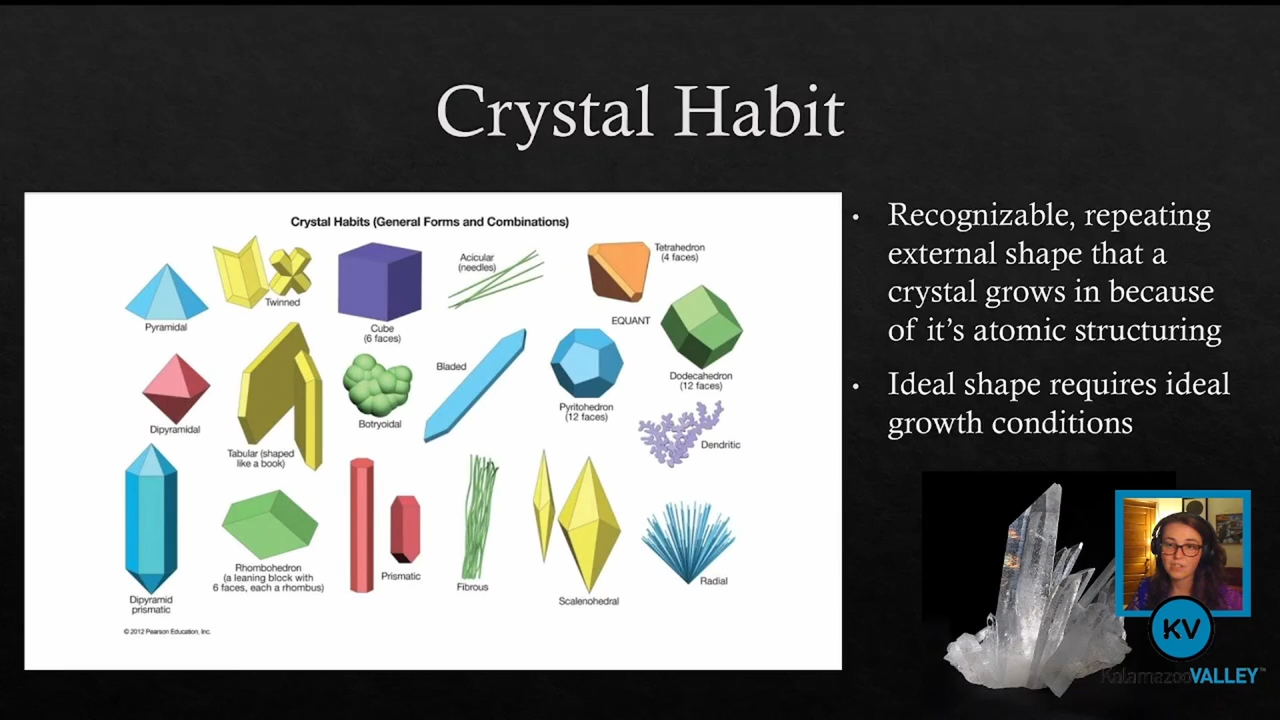 Crystal Habit
Crystal Habits (General Forms and Combinations)
Pyramidal
Twinned
Cube
(6 faces)
Acicular
(needles)
Tetrahedron
(4 faces)
EQUANT
Dodecahedron
(12 faces)
Dipyramidal
Tabular (shaped
like a book)
Botryoidal
Bladed
Pyritohedron
(12 faces)
Dendritic
Dipyramid
prismatic
Rhombohedron
(a leaning block with
6 faces, each a rhombus)
Prismatic
Fibrous
Scalenohedral
Radial
© 2012 Pearson Education, Inc.
• Recognizable, repeating
external shape that a
crystal grows in because
of it's atomic structuring
• Ideal shape requires ideal
growth conditions
KV
KalamazooVALLEY™